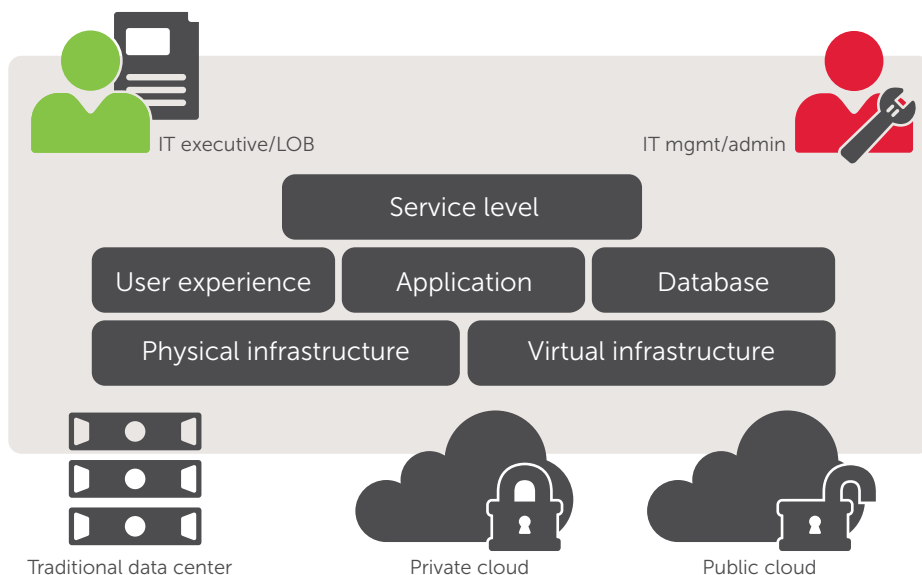 IT executive/LOB
IT mgmt/admin
Service level
User experience
Application
Database
Physical infrastructure
Virtual infrastructure
Traditional data center
Private cloud
Public cloud